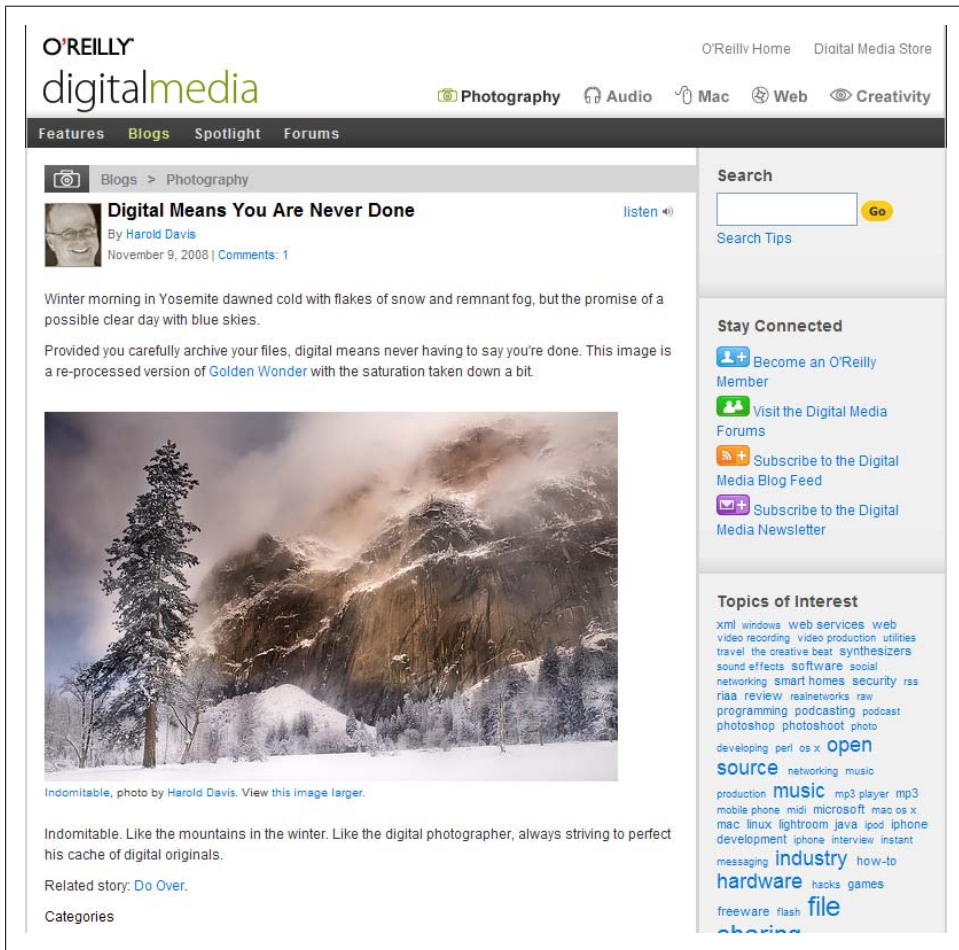 O'REILLY
O'Reilly Home Digital Media Store
digitalmedia
Photography Audio Mac Web Creativity
Features Blogs Spotlight Forums
Blogs > Photography
Digital Means You Are Never Done
listen
By Harold Davis
November 9, 2008 | Comments: 1
Winter morning in Yosemite dawned cold with flakes of snow and remnant fog, but the promise of a
possible clear day with blue skies.
Provided you carefully archive your files, digital means never having to say you're done. This image is
a re-processed version of Golden Wonder with the saturation taken down a bit.
Indomitable, photo by Harold Davis. View this image larger.
Indomitable. Like the mountains in the winter. Like the digital photographer, always striving to perfect
his cache of digital originals.
Related story: Do Over.
Categories
Search
Go
Search Tips
Stay Connected
Become an O'Reilly
Member
Visit the Digital Media
Forums
Subscribe to the Digital
Media Blog Feed
Subscribe to the Digital
Media Newsletter
Topics of Interest
xml windows web services web
video recording video production utilities
travel the creative beat synthesizers
sound effects software social
networking smart homes security rss
riaa review realnetworks raw
programming podcasting podcast
photoshop photoshoot photo
developing perl os x open
source networking music
production music mp3 player mp3
mobile phone midi microsoft mac os x
mac linux lightroom java ipod iphone
development iphone interview instant
messaging industry how-to
hardware hacks games
freeware flash file
sharing